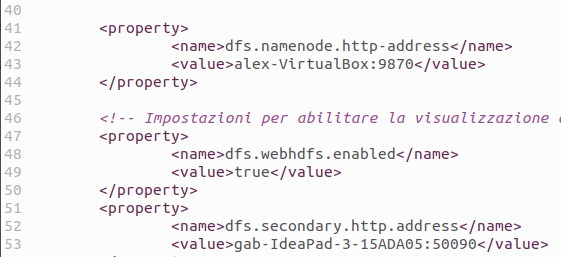 40
41 <property>
42 <name>dfs.namenode.http-address</name>
43 <value>alex-VirtualBox:9870</value>
44 </property>
45
46 <!-- Impostazioni per abilitare la visualizzazione
47 <property>
48 <name>dfs.webhdfs.enabled</name>
49 <value>true</value>
50 </property>
51 <property>
52 <name>dfs.secondary.http.address</name>
53 <value>gab-IdeaPad-3-15ADA05:50090</value>